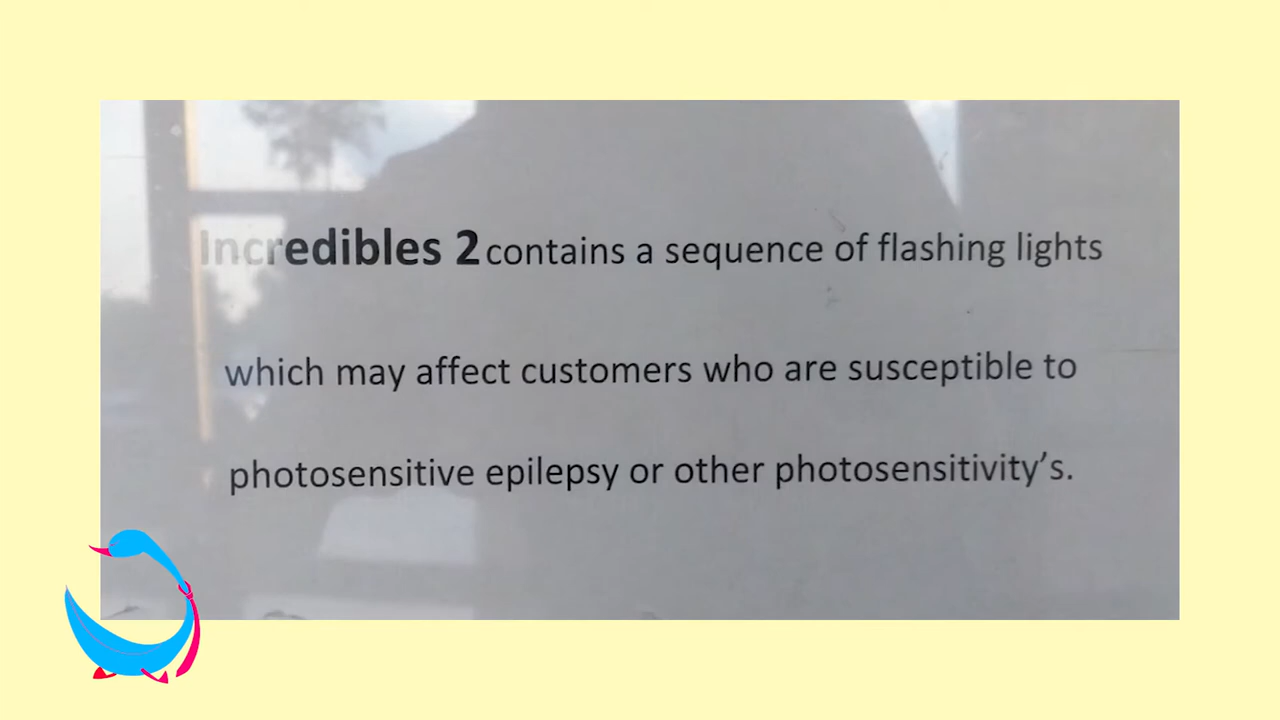 Incredibles 2 contains a sequence of flashing lights
which may affect customers who are susceptible to
photosensitive epilepsy or other photosensitivity’s.